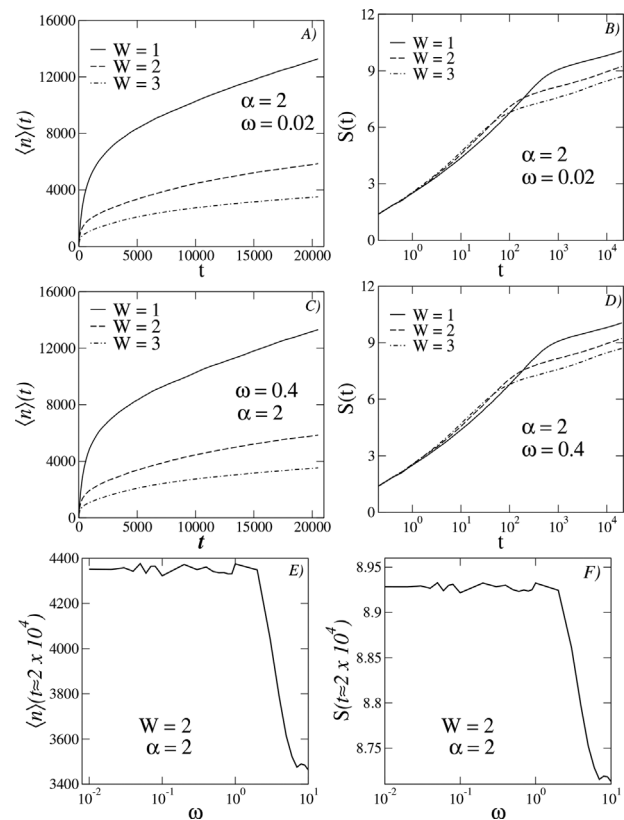 16000
12000
8000
4000
0
⟨n⟩(t)
A)
W = 1
W = 2
W = 3
α = 2
ω = 0.02
0 5000 10000 15000 20000
t
12
9
6
3
0
S(t)
B)
W = 1
W = 2
W = 3
α = 2
ω = 0.02
10^0 10^1 10^2 10^3 10^4
t
16000
12000
8000
4000
0
⟨n⟩(t)
C)
W = 1
W = 2
W = 3
ω = 0.4
α = 2
0 5000 10000 15000 20000
t
12
9
6
3
0
S(t)
D)
W = 1
W = 2
W = 3
α = 2
ω = 0.4
10^0 10^1 10^2 10^3 10^4
t
4400
4200
4000
3800
3600
3400
⟨n⟩(t≈2 x 10^4)
E)
W = 2
α = 2
10^-2 10^-1 10^0 10^1
ω
8.95
8.9
8.85
8.8
8.75
S(t≈2 x 10^4)
F)
W = 2
α = 2
10^-2 10^-1 10^0 10^1
ω